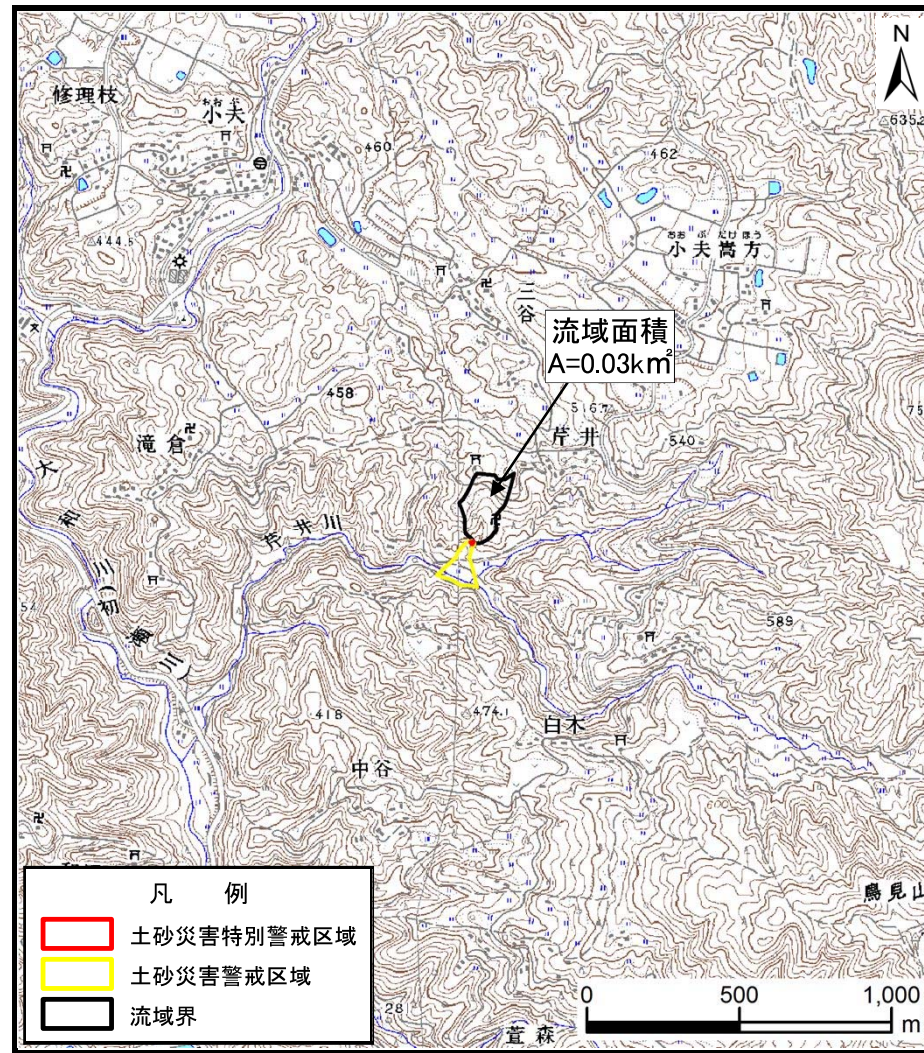 N
修理枝
おおぶ
小夫
635.2
460
462
444.5
おおぶだけほう
小夫嵩方
三谷
流域面積
A=0.03km²
458
516.7
芹井
540
滝倉
芹井川
大和川(初瀬川)
589
418
474.1
白木
中谷
鳥見山
凡 例
土砂災害特別警戒区域
土砂災害警戒区域
流域界
28
萱森
0 500 1,000
m